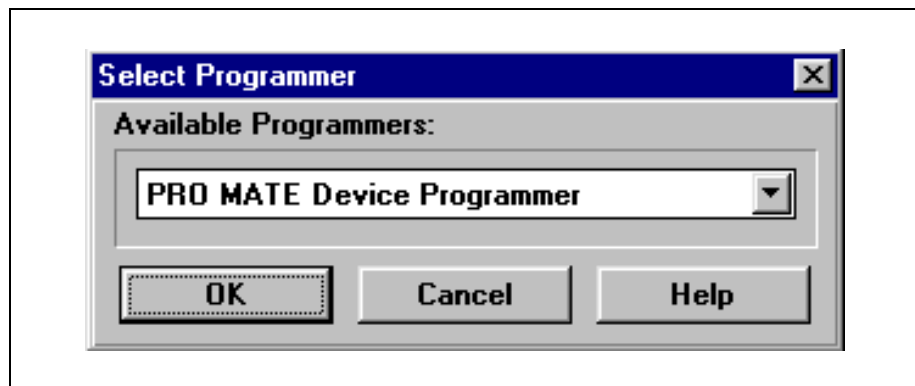 Select Programmer
Available Programmers:
PRO MATE Device Programmer
OK Cancel Help